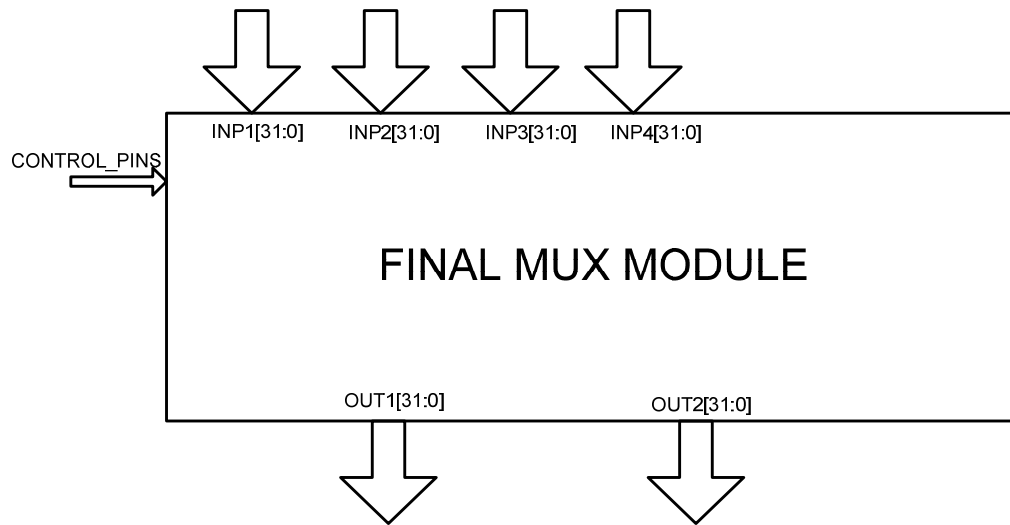 INP1[31:0] INP2[31:0] INP3[31:0] INP4[31:0]
CONTROL_PINS
FINAL MUX MODULE
OUT1[31:0] OUT2[31:0]